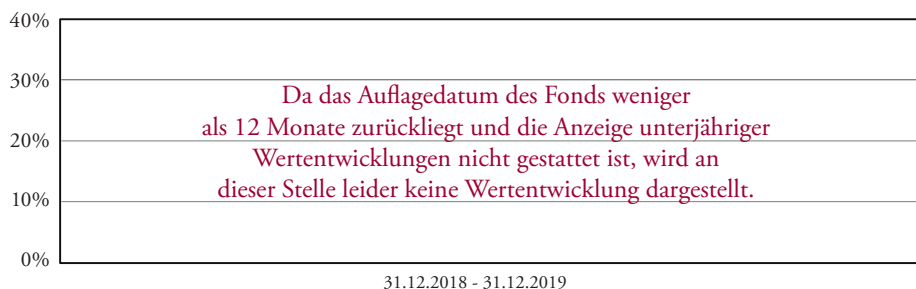 40%
30%
Da das Auflagedatum des Fonds weniger
als 12 Monate zurückliegt und die Anzeige unterjähriger
20%
Wertentwicklungen nicht gestattet ist, wird an
dieser Stelle leider keine Wertentwicklung dargestellt.
10%
0%
31.12.2018 - 31.12.2019